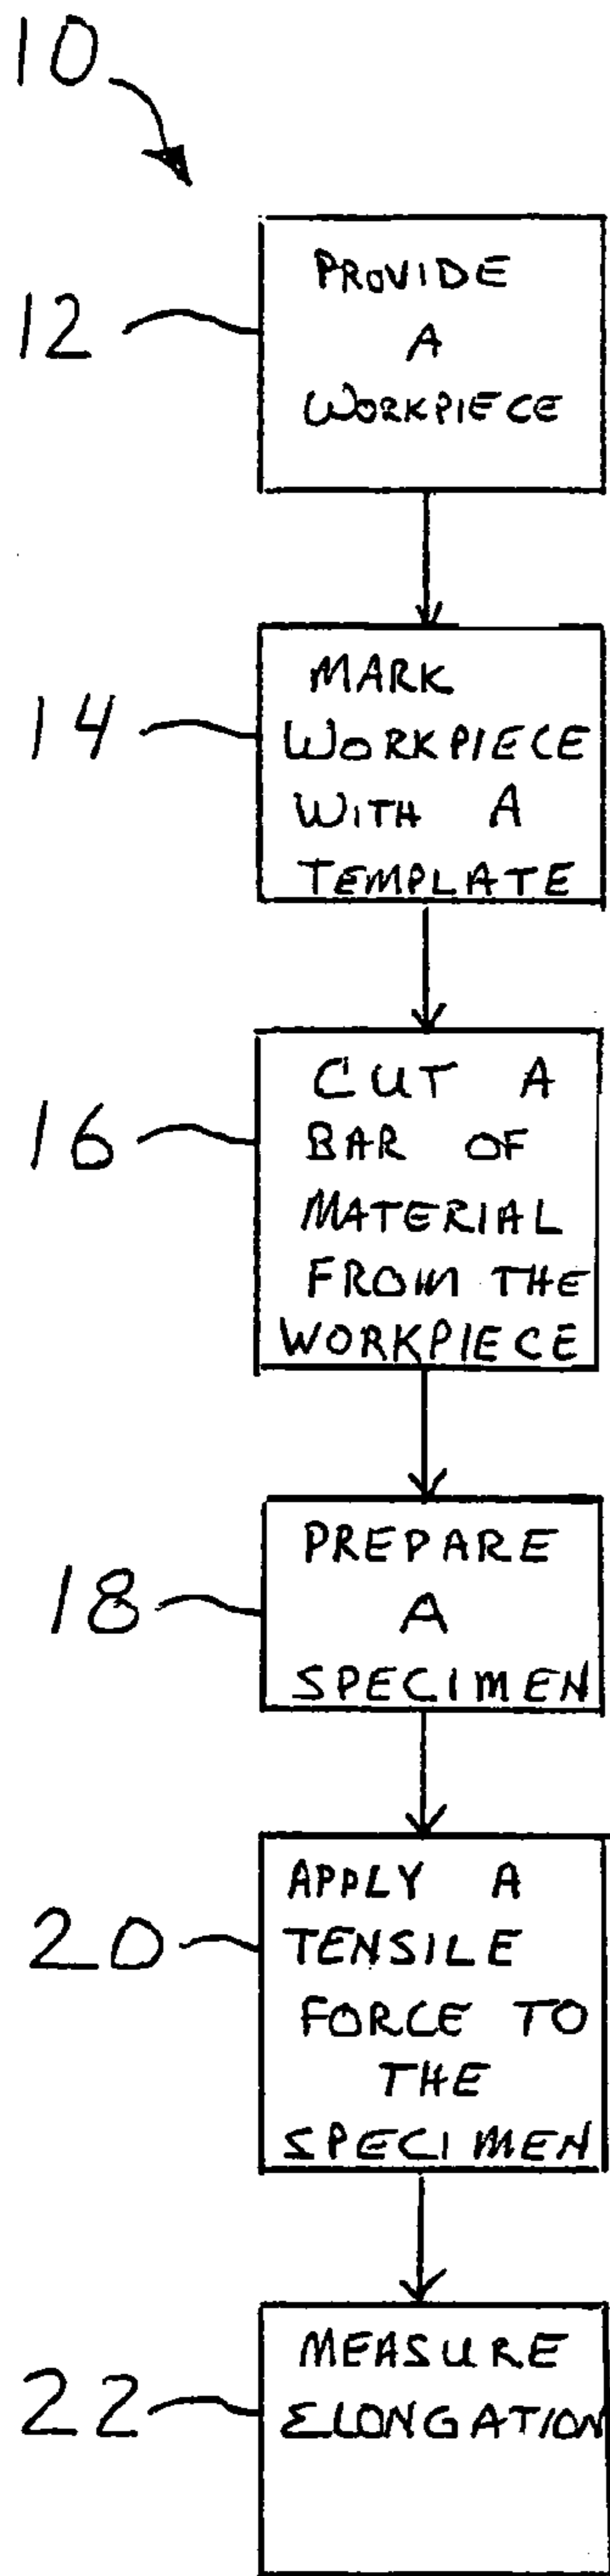 10
12
PROVIDE
A
WORKPIECE
14
MARK
WORKPIECE
WITH A
TEMPLATE
16
CUT A
BAR OF
MATERIAL
FROM THE
WORKPIECE
18
PREPARE
A
SPECIMEN
20
APPLY A
TENSILE
FORCE TO
THE
SPECIMEN
22
MEASURE
ELONGATION